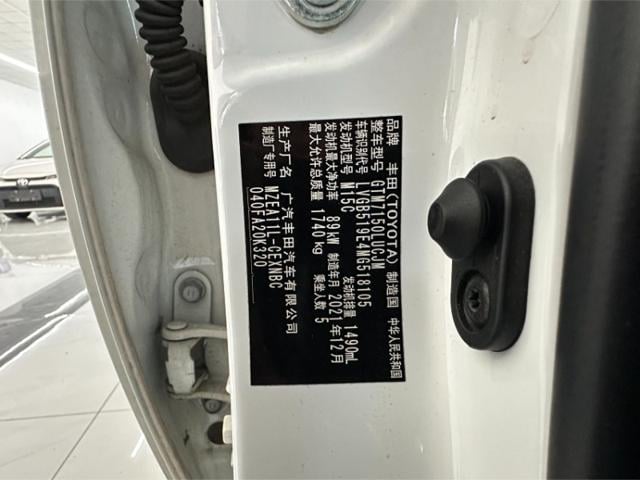 品牌 丰田(TOYOTA) 制造国 中华人民共和国
整车型号 GTM7150LUCJM
车辆识别代号 LVGB519E4MR518105
发动机型号 M15C 发动机排量 1490mL
发动机最大净功率 89kW 制造年月 2021年12月
最大允许总质量 1740kg 乘坐人数 5
生产厂名 广汽丰田汽车有限公司
制造厂专用号 MZEA11L-CEXNBC
040FA20K320